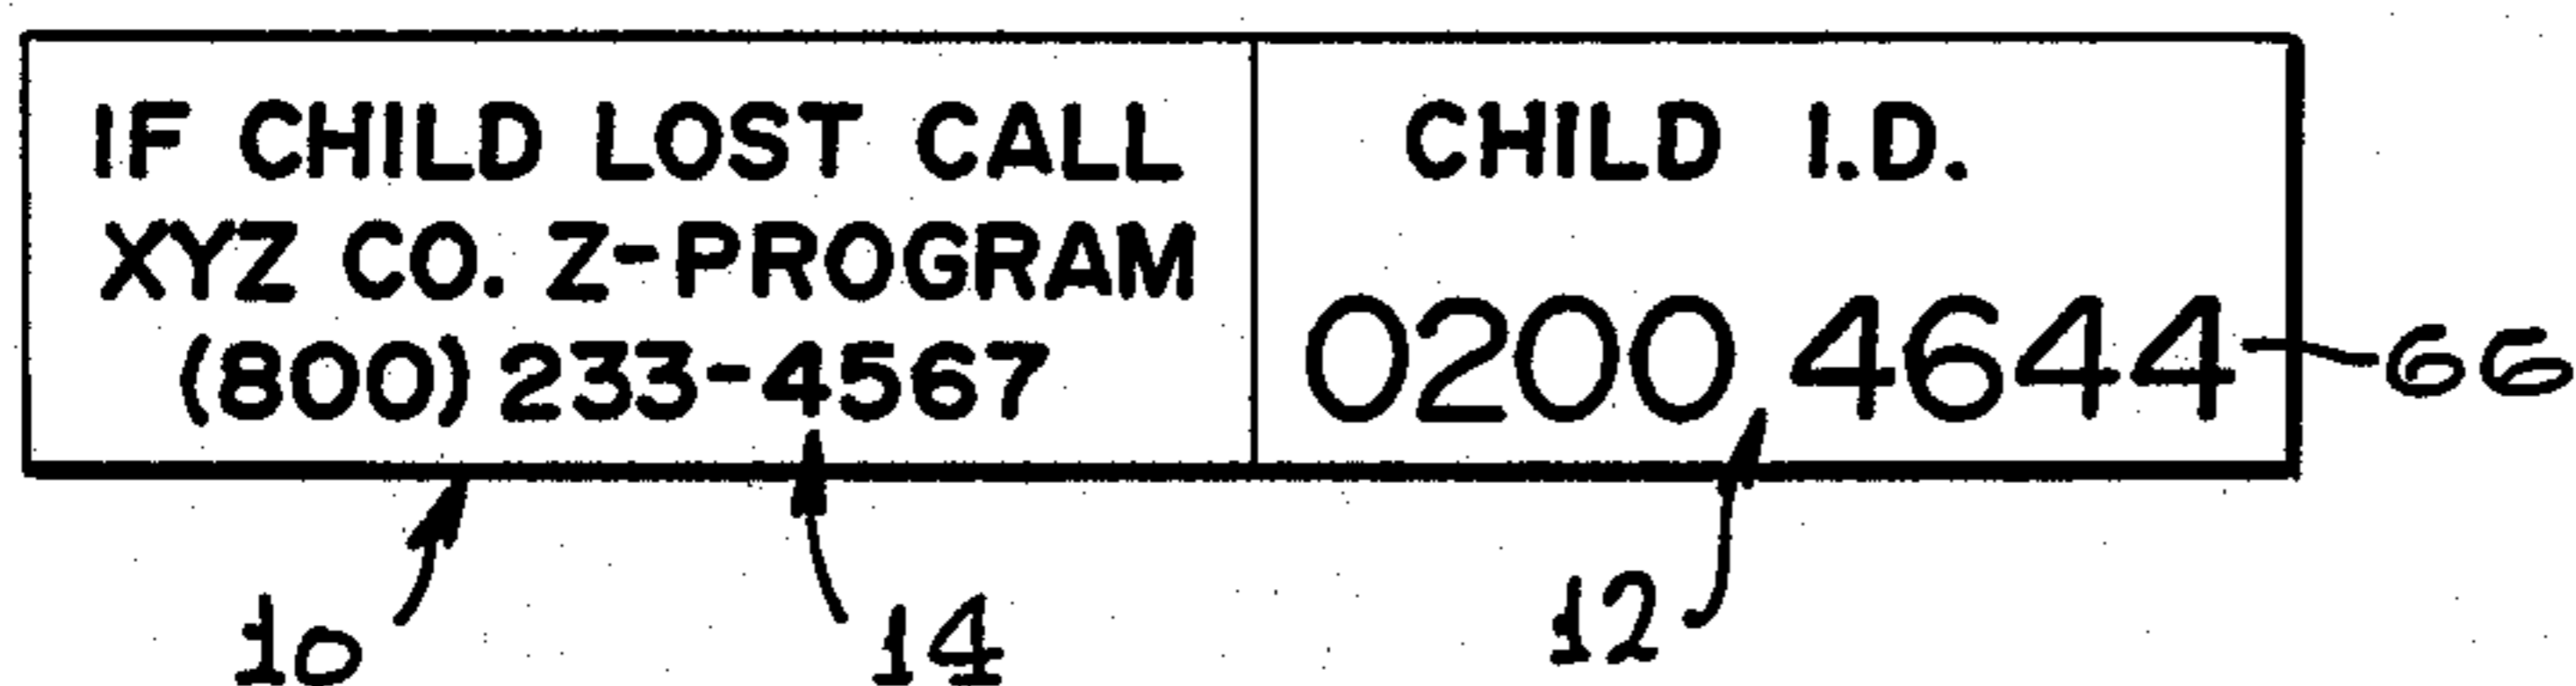 IF CHILD LOST CALL
XYZ CO. Z-PROGRAM
(800) 233-4567
CHILD I.D.
0200 4644
66
10
14
12